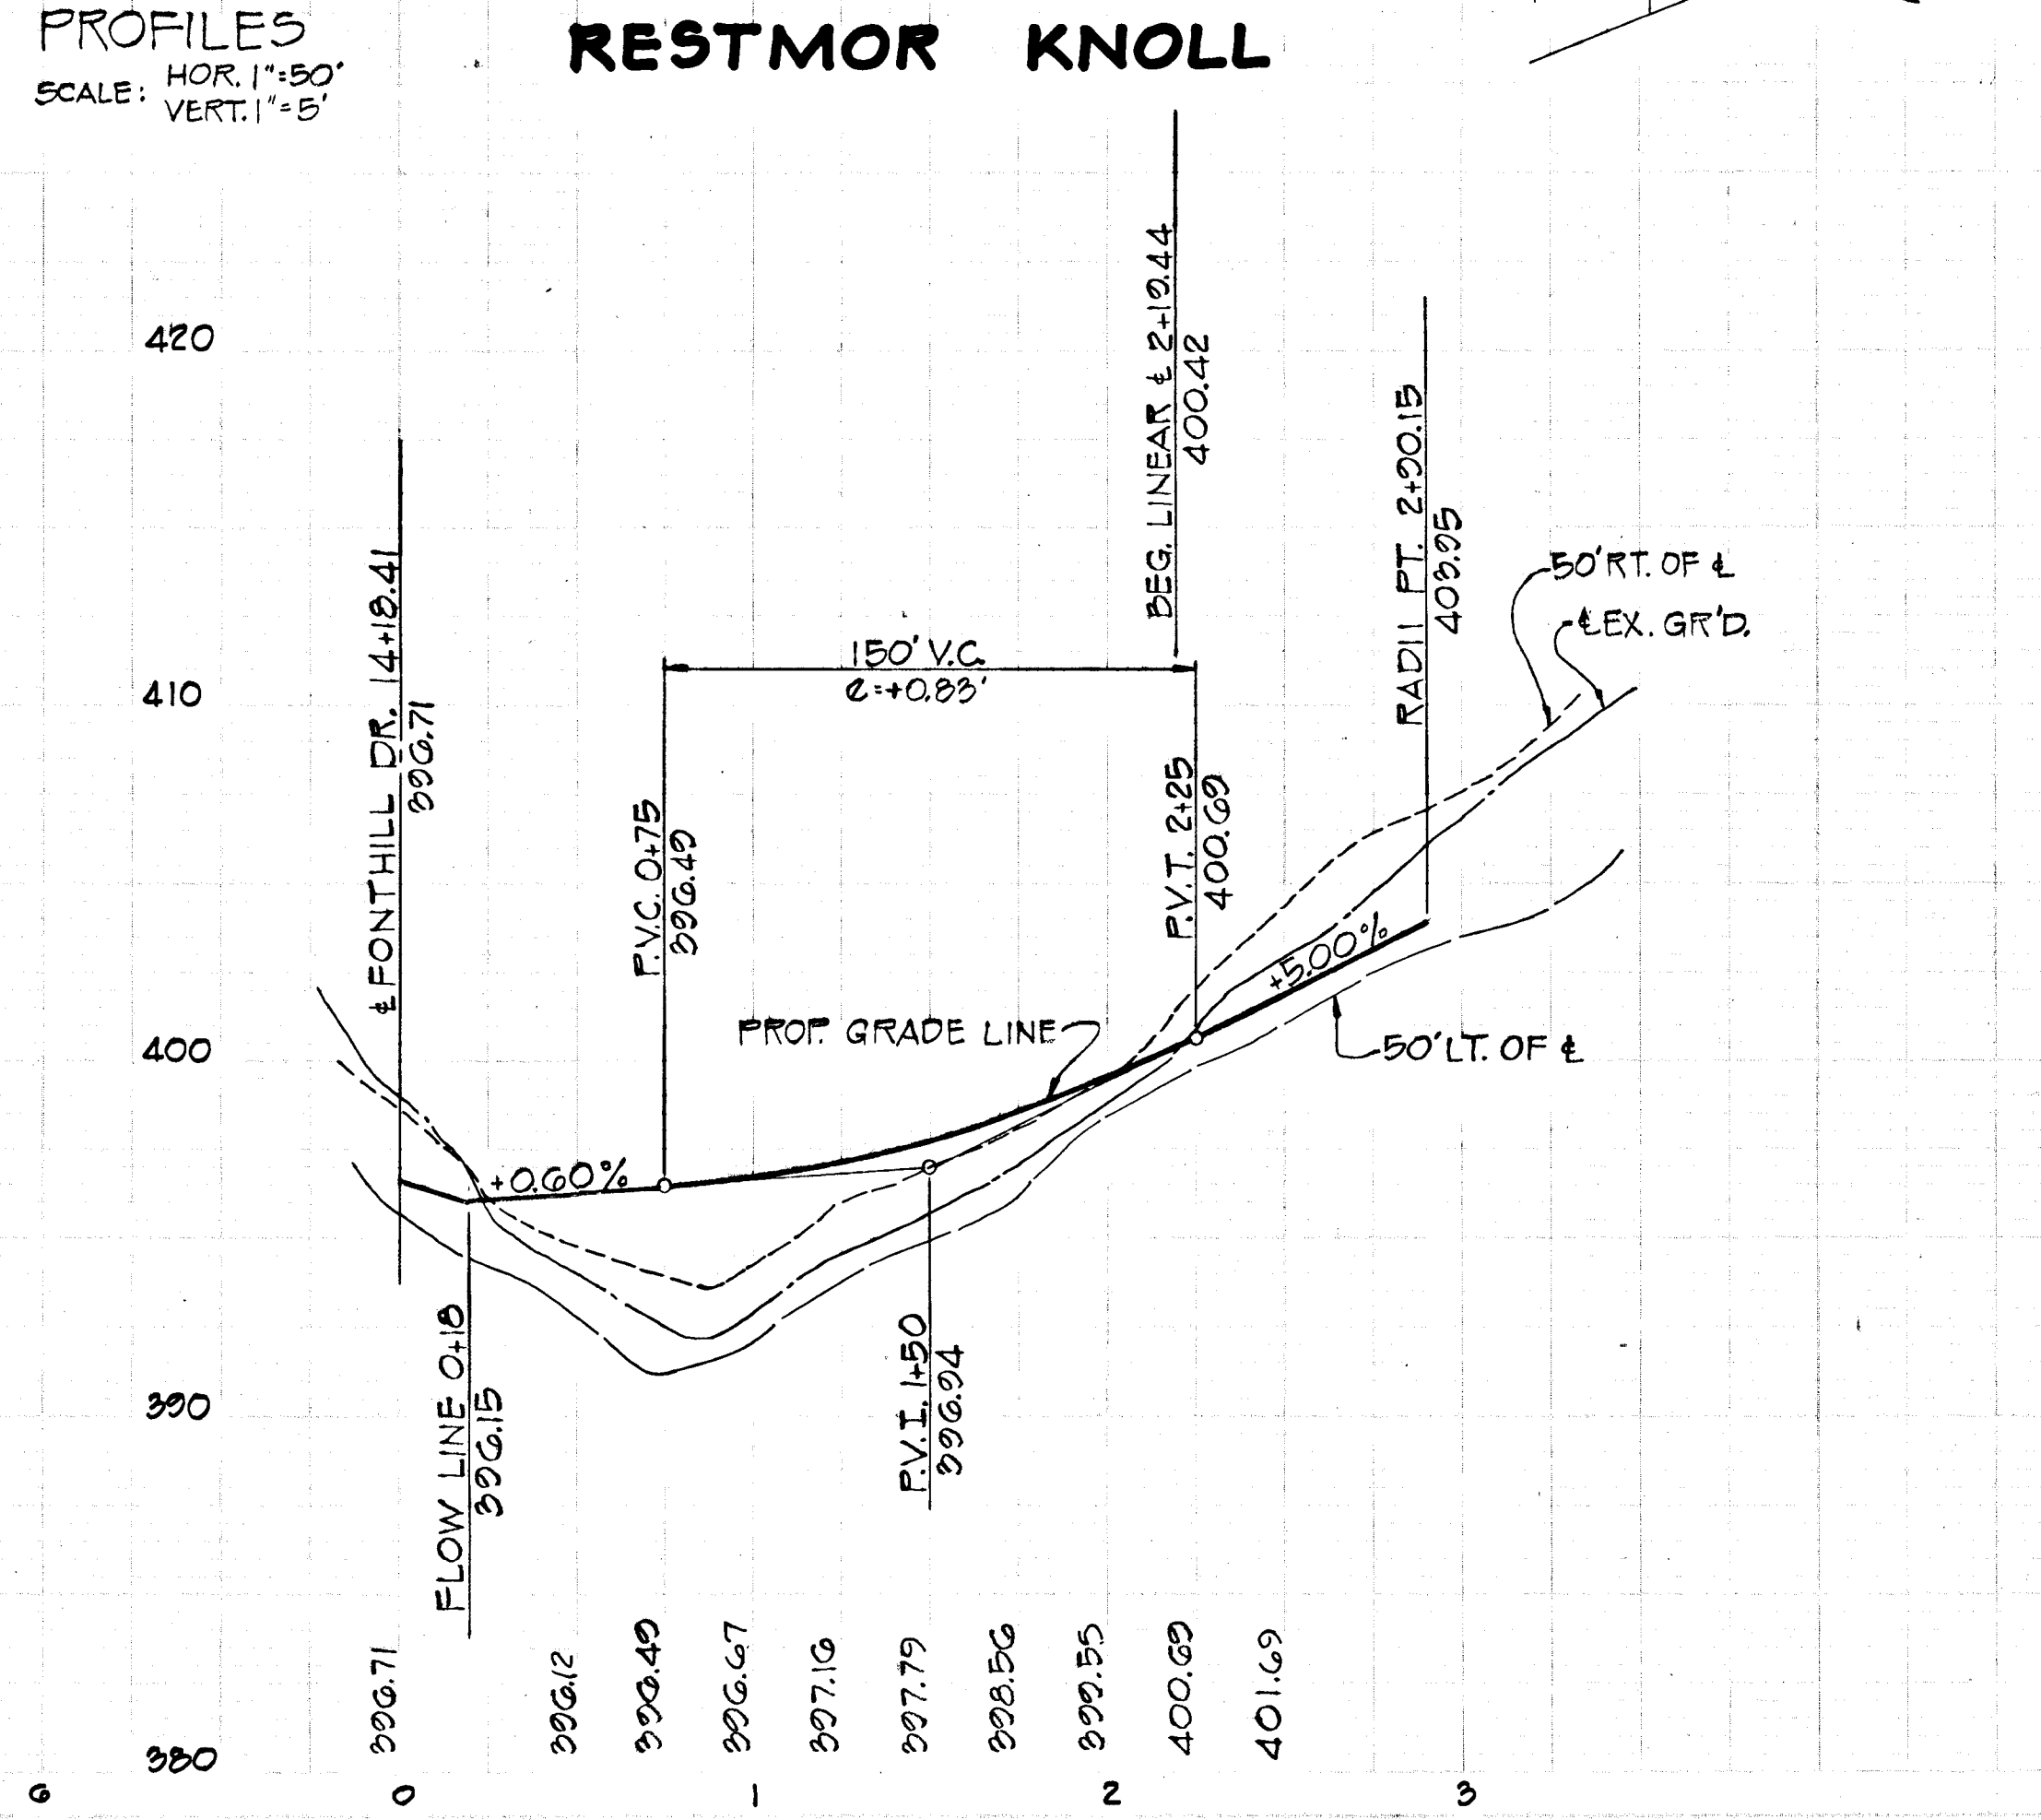 PROFILES
SCALE: HOR. 1"=50'
VERT. 1"=5'
RESTMOR KNOLL
420
410
400
390
380
℄ FONTHILL DR. 14+18.41
396.71
FLOW LINE 0+18
396.15
+0.60%
P.V.C. 0+75
396.49
150' V.C.
e=+0.83'
PROP. GRADE LINE
P.V.I. 1+50
396.94
BEG. LINEAR ℄ 2+19.44
400.42
P.V.T. 2+25
400.69
+5.00%
RADII PT. 2+90.15
403.95
50' RT. OF ℄
℄ EX. GR'D.
50' LT. OF ℄
396.71
396.12
396.49
396.67
397.16
397.79
398.56
399.55
400.69
401.69
6 0 1 2 3